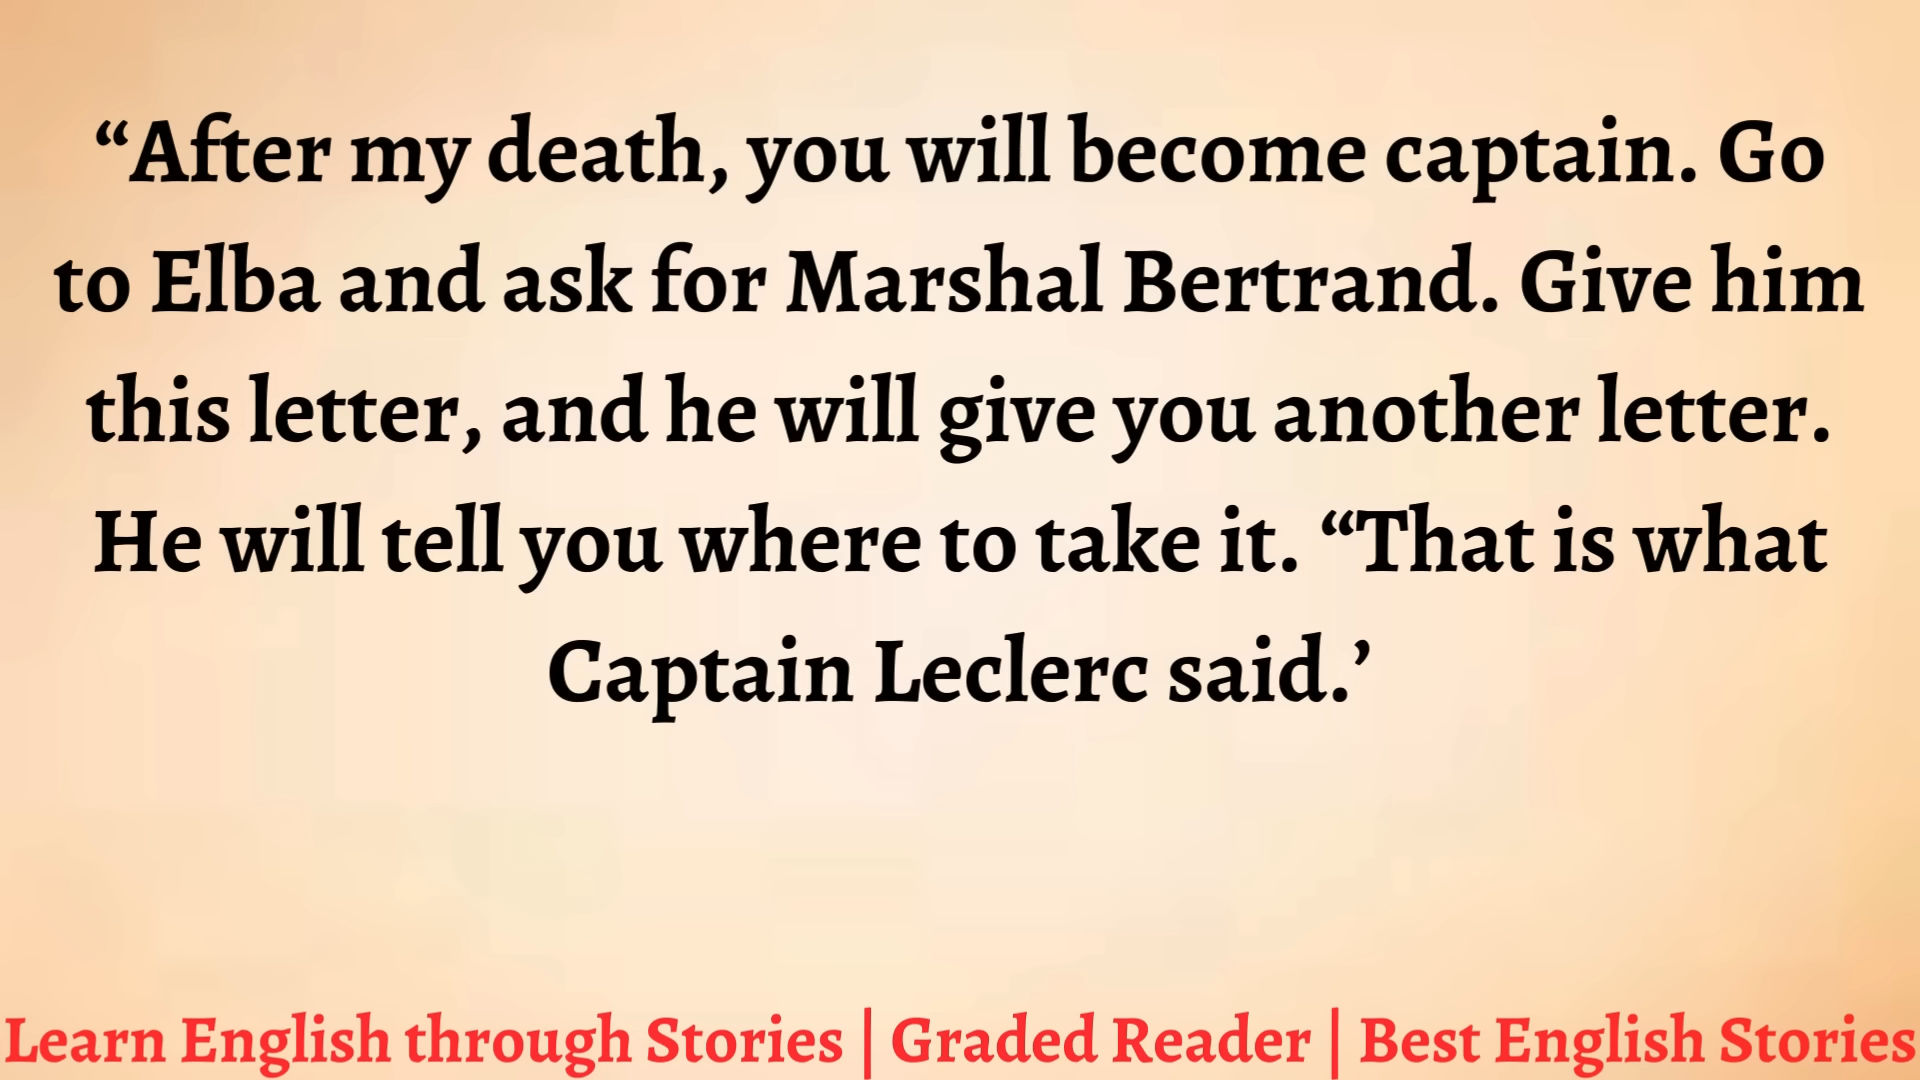 “After my death, you will become captain. Go
to Elba and ask for Marshal Bertrand. Give him
this letter, and he will give you another letter.
He will tell you where to take it. “That is what
Captain Leclerc said.’
Learn English through Stories | Graded Reader | Best English Stories